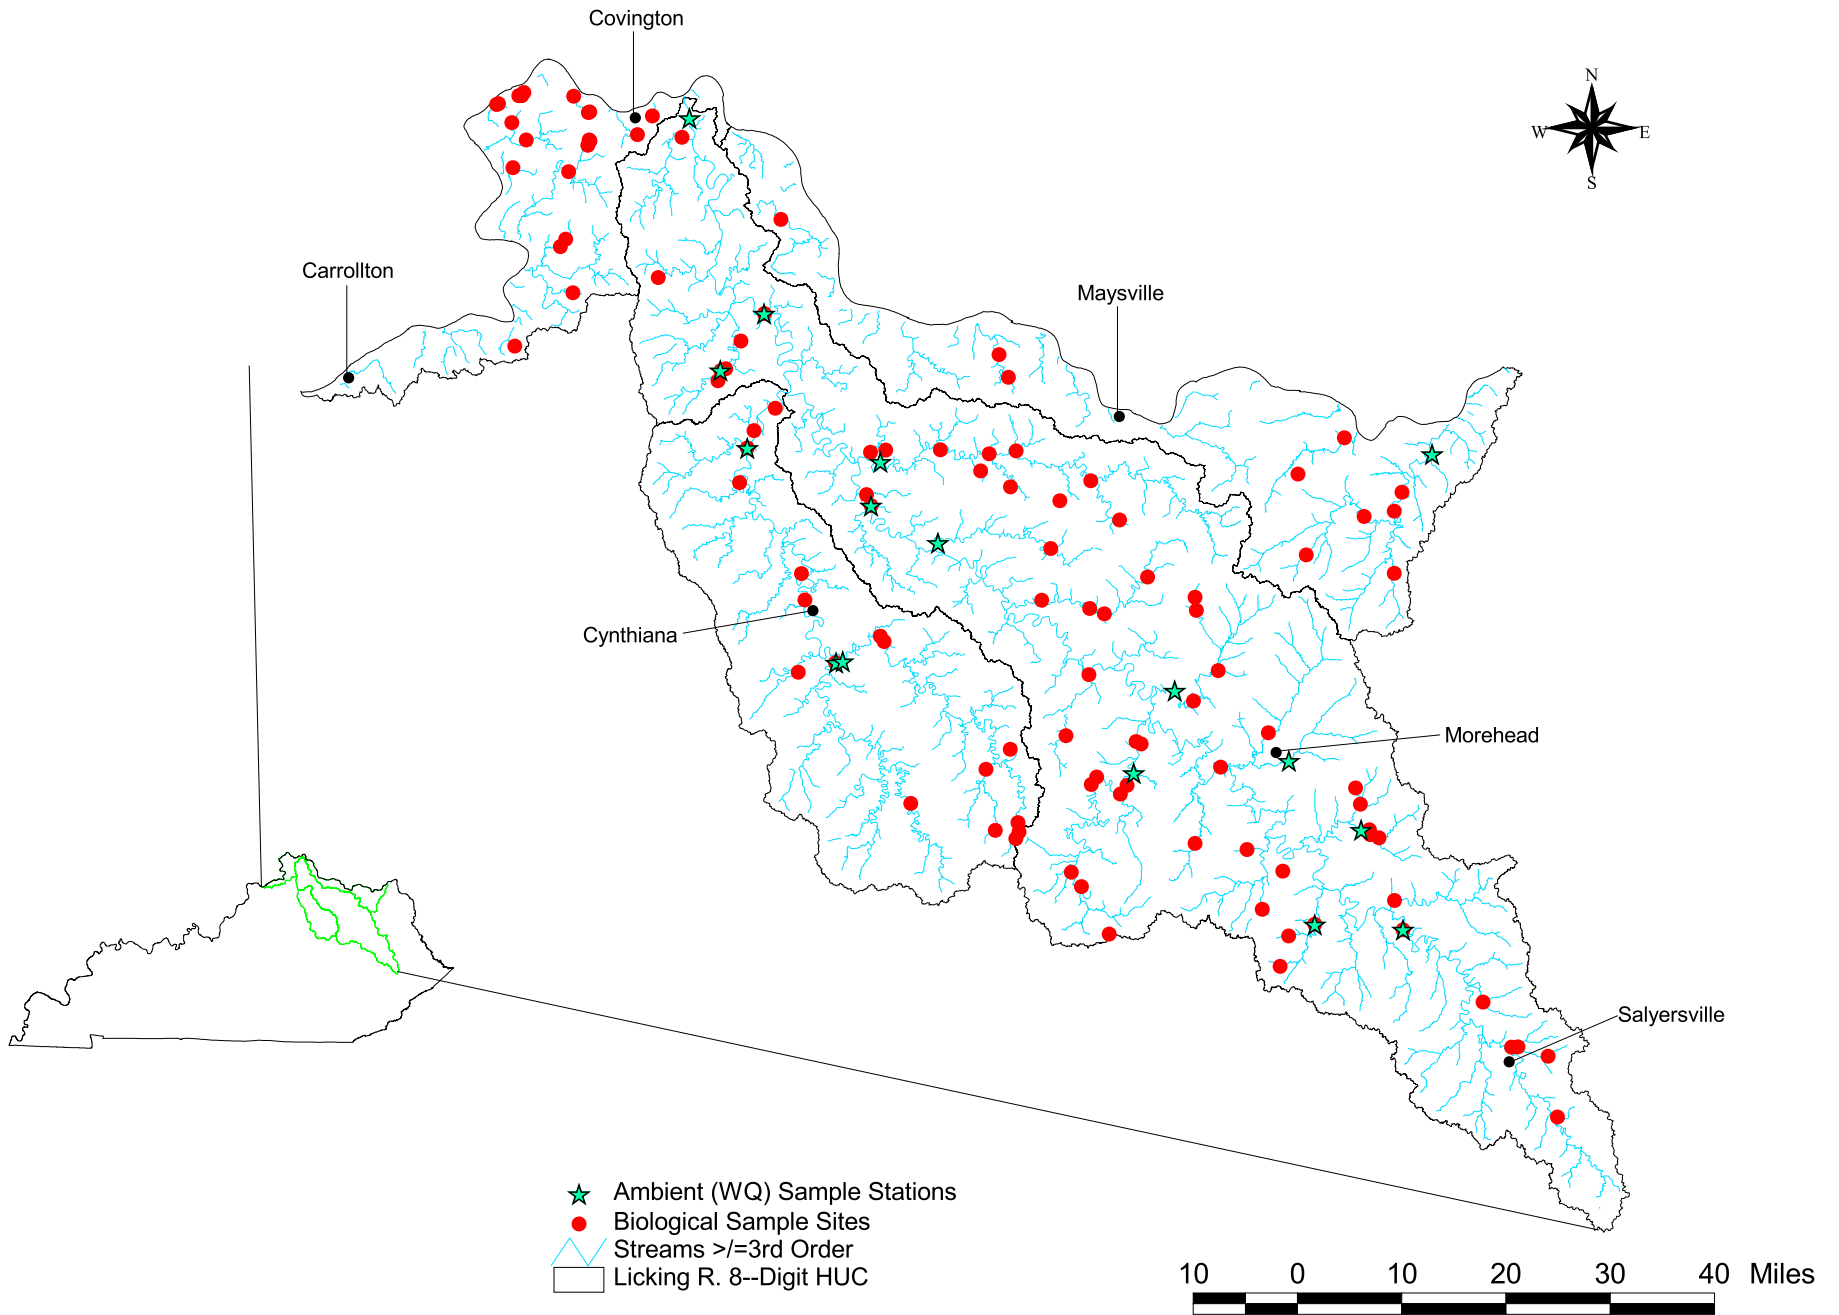 Covington
N
W
E
S
Carrollton
Maysville
Cynthiana
Morehead
Salyersville
Ambient (WQ) Sample Stations
Biological Sample Sites
Streams >/=3rd Order
Licking R. 8--Digit HUC
10 0 10 20 30 40 Miles